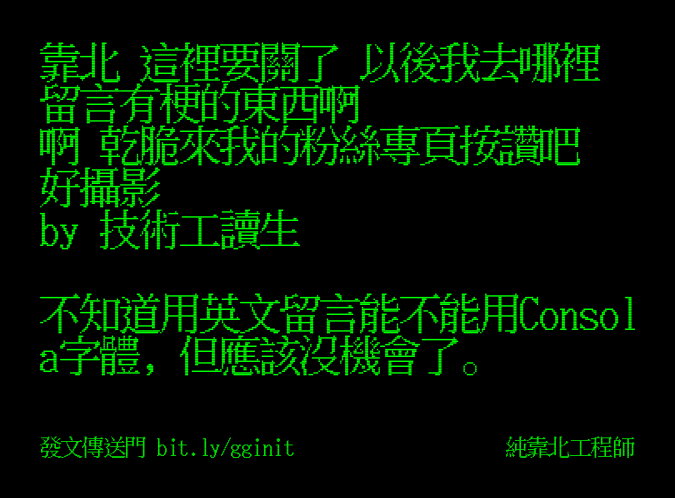 靠北 這裡要關了 以後我去哪裡
留言有梗的東西啊
啊 乾脆來我的粉絲專頁按讚吧
好攝影
by 技術工讀生
不知道用英文留言能不能用Consol
a字體，但應該沒機會了。
發文傳送門 bit.ly/gginit
純靠北工程師